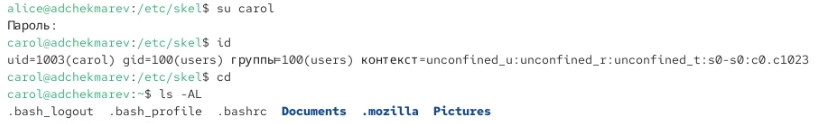 alice@adchekmarev:/etc/skel$ su carol
Пароль:
carol@adchekmarev:/etc/skel$ id
uid=1003(carol) gid=100(users) группы=100(users) контекст=unconfined_u:unconfined_r:unconfined_t:s0-s0:c0.c1023
carol@adchekmarev:/etc/skel$ cd
carol@adchekmarev:~$ ls -AL
.bash_logout .bash_profile .bashrc Documents .mozilla Pictures